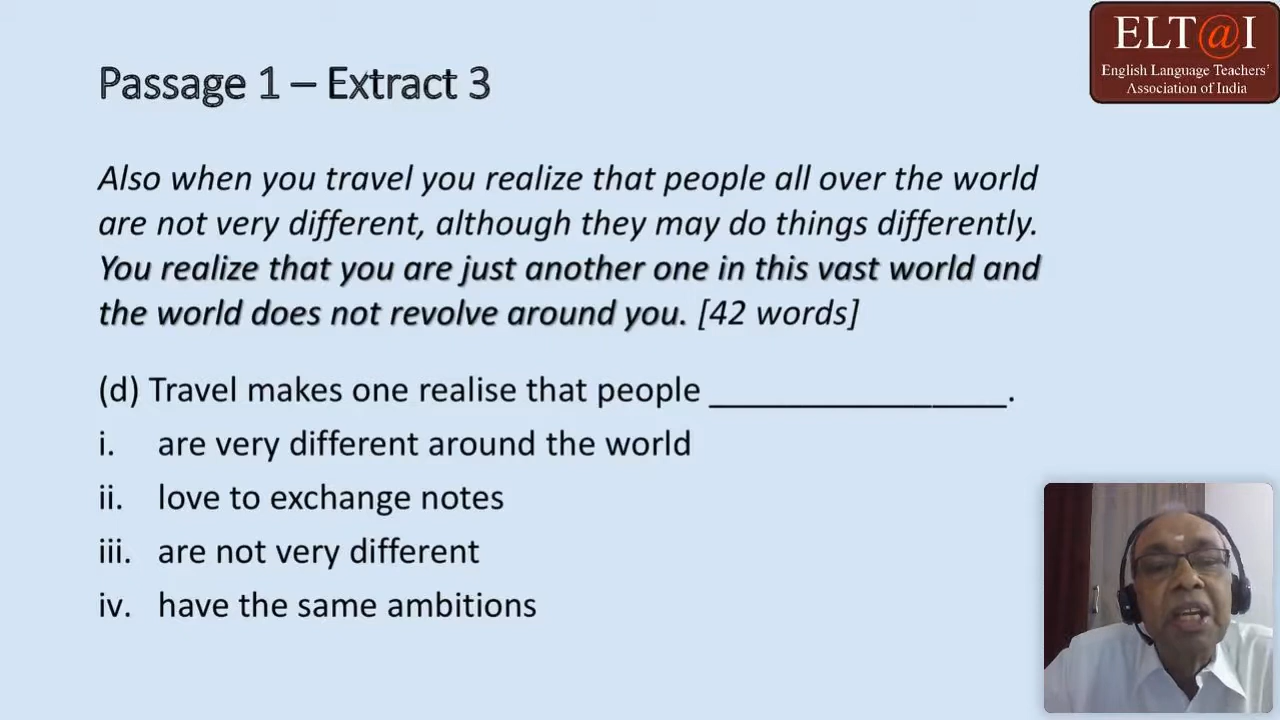 ELT@I
English Language Teachers'
Association of India
Passage 1 – Extract 3
Also when you travel you realize that people all over the world
are not very different, although they may do things differently.
You realize that you are just another one in this vast world and
the world does not revolve around you. [42 words]
(d) Travel makes one realise that people _________________.
i. are very different around the world
ii. love to exchange notes
iii. are not very different
iv. have the same ambitions